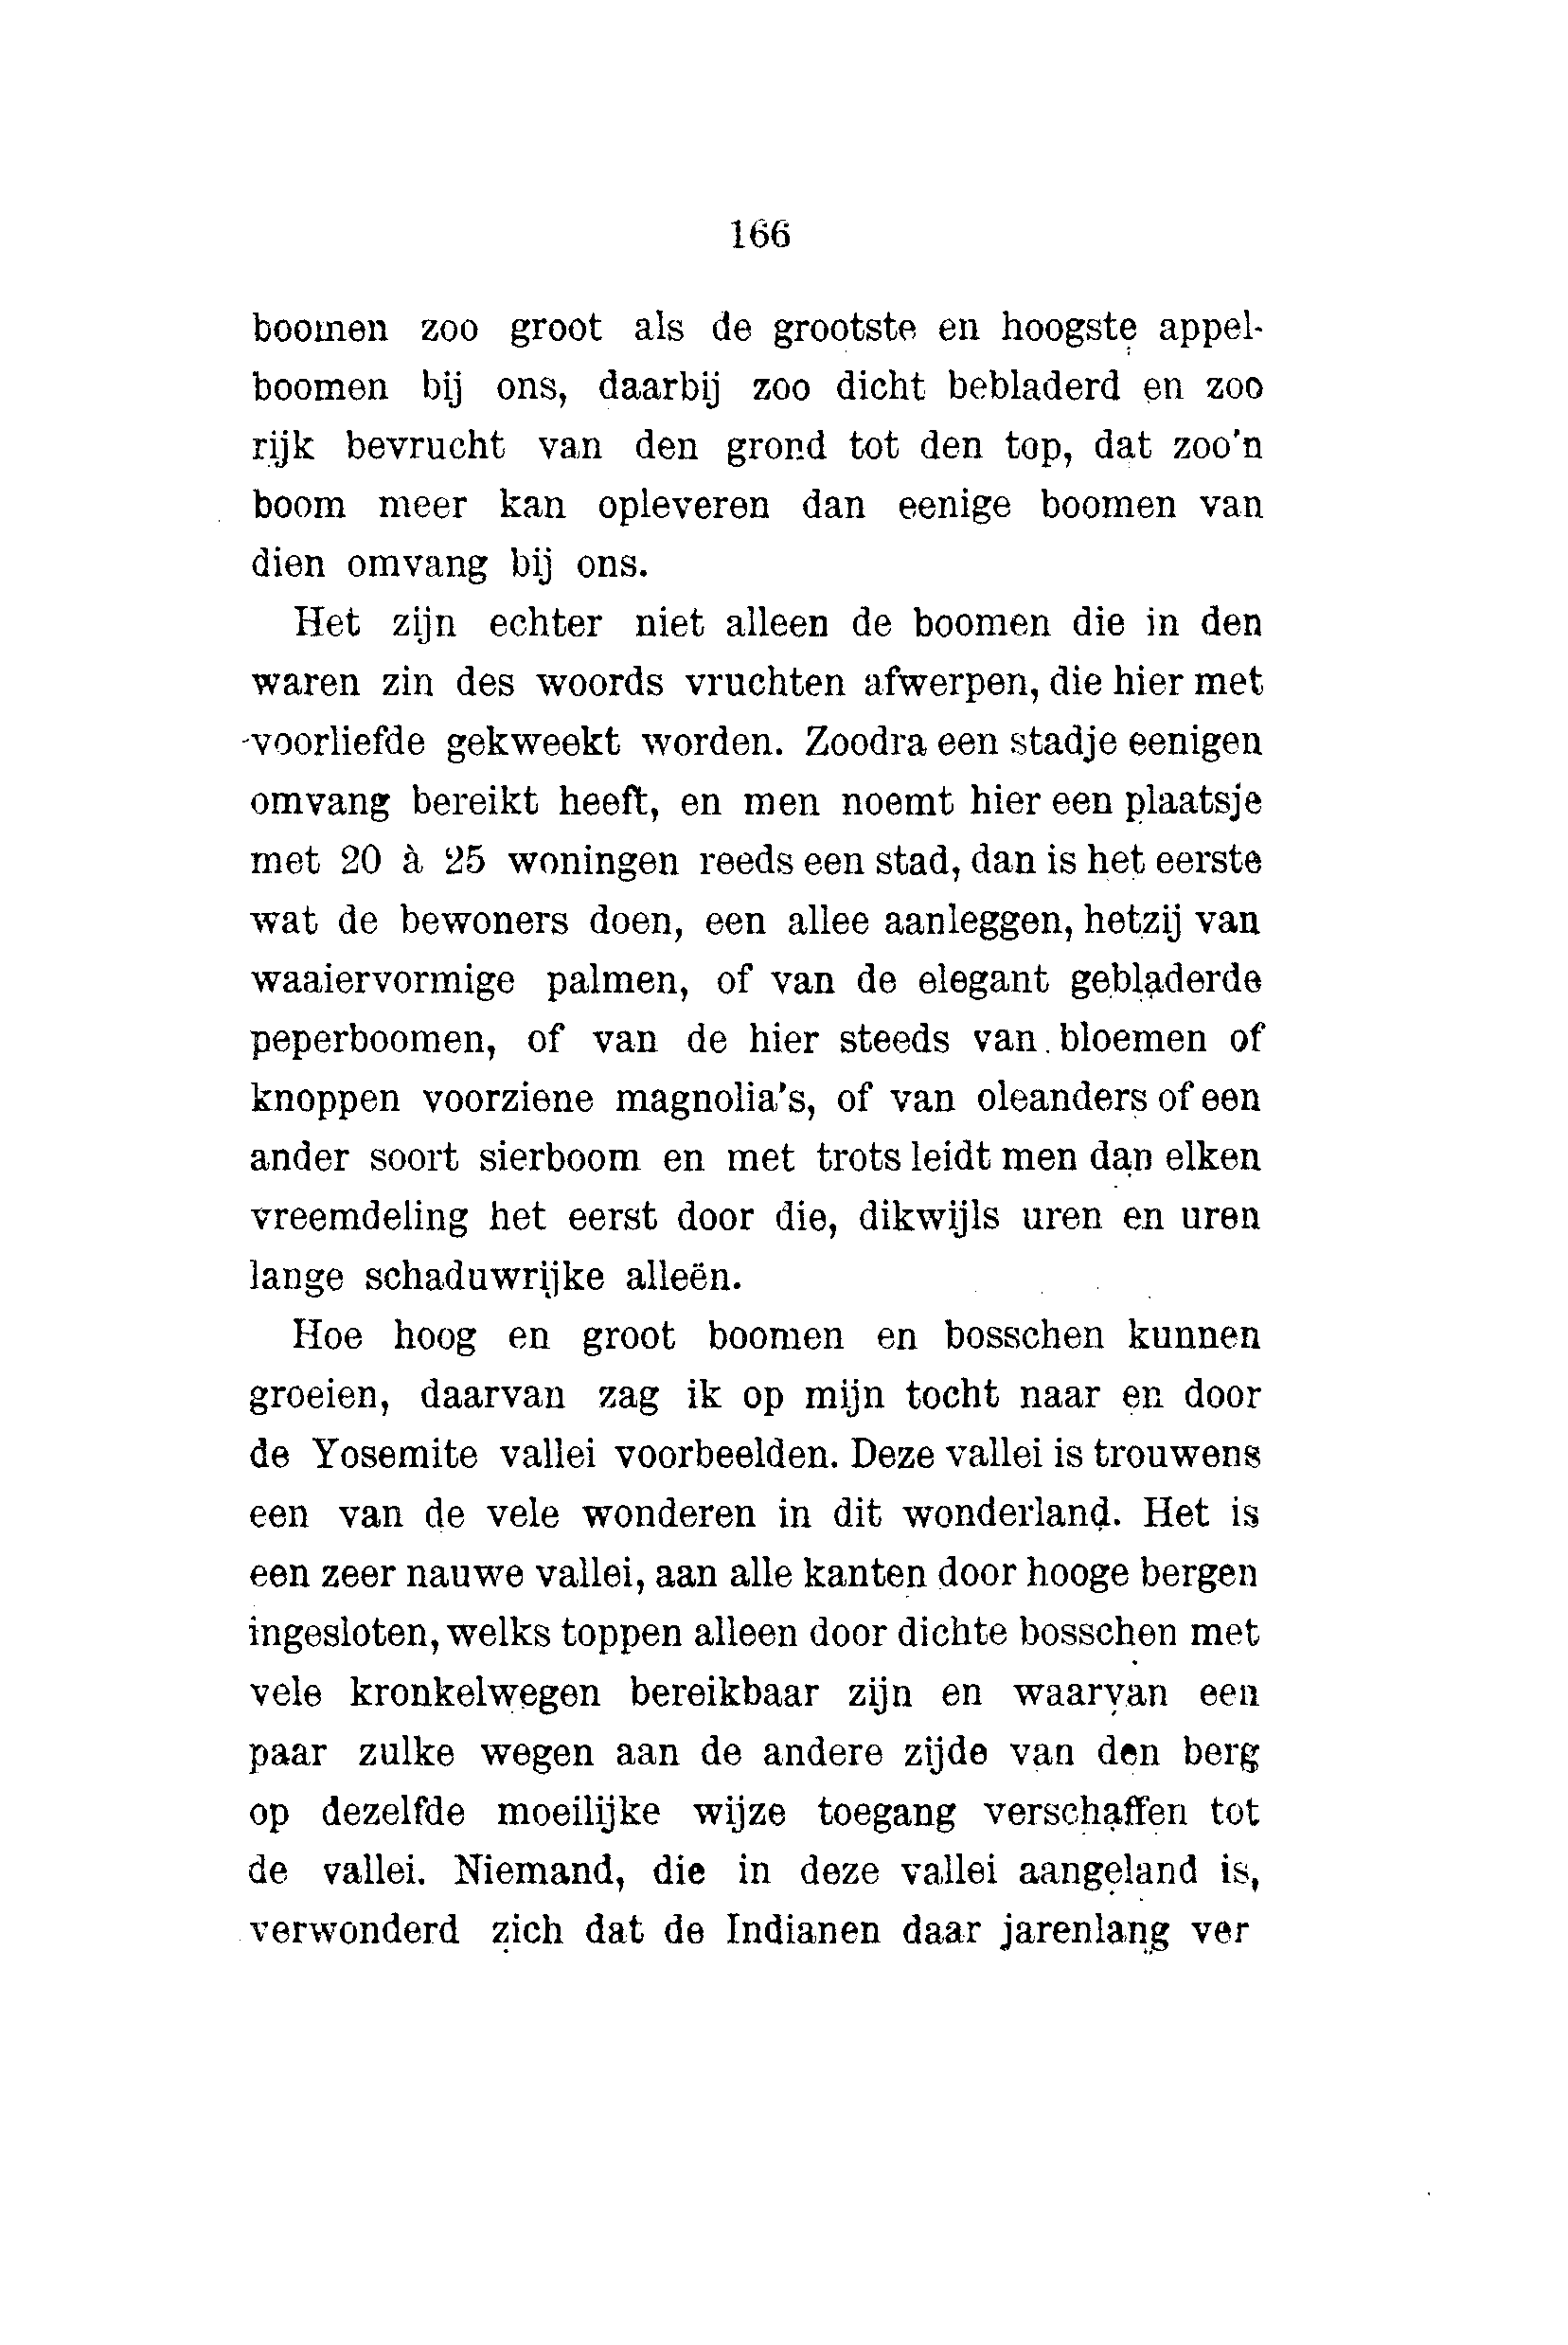 166
boomen zoo groot als de grootste en hoogste appel-
boomen bij ons, daarbij zoo dicht bebladerd en zoo
rijk bevrucht van den grond tot den top, dat zoo'n
boom meer kan opleveren dan eenige boomen van
dien omvang bij ons.
Het zijn echter niet alleen de boomen die in den
waren zin des woords vruchten afwerpen, die hier met
voorliefde gekweekt worden. Zoodra een stadje eenigen
omvang bereikt heeft, en men noemt hier een plaatsje
met 20 à 25 woningen reeds een stad, dan is het eerste
wat de bewoners doen, een allee aanleggen, hetzij van
waaiervormige palmen, of van de elegant gebladerde
peperboomen, of van de hier steeds van bloemen of
knoppen voorziene magnolia's, of van oleanders of een
ander soort sierboom en met trots leidt men dan elken
vreemdeling het eerst door die, dikwijls uren en uren
lange schaduwrijke alleën.
Hoe hoog en groot boomen en bosschen kunnen
groeien, daarvan zag ik op mijn tocht naar en door
de Yosemite vallei voorbeelden. Deze vallei is trouwens
een van de vele wonderen in dit wonderland. Het is
een zeer nauwe vallei, aan alle kanten door hooge bergen
ingesloten, welks toppen alleen door dichte bosschen met
vele kronkelwegen bereikbaar zijn en waarvan een
paar zulke wegen aan de andere zijde van den berg
op dezelfde moeilijke wijze toegang verschaffen tot
de vallei. Niemand, die in deze vallei aangeland is,
verwonderd zich dat de Indianen daar jarenlang ver